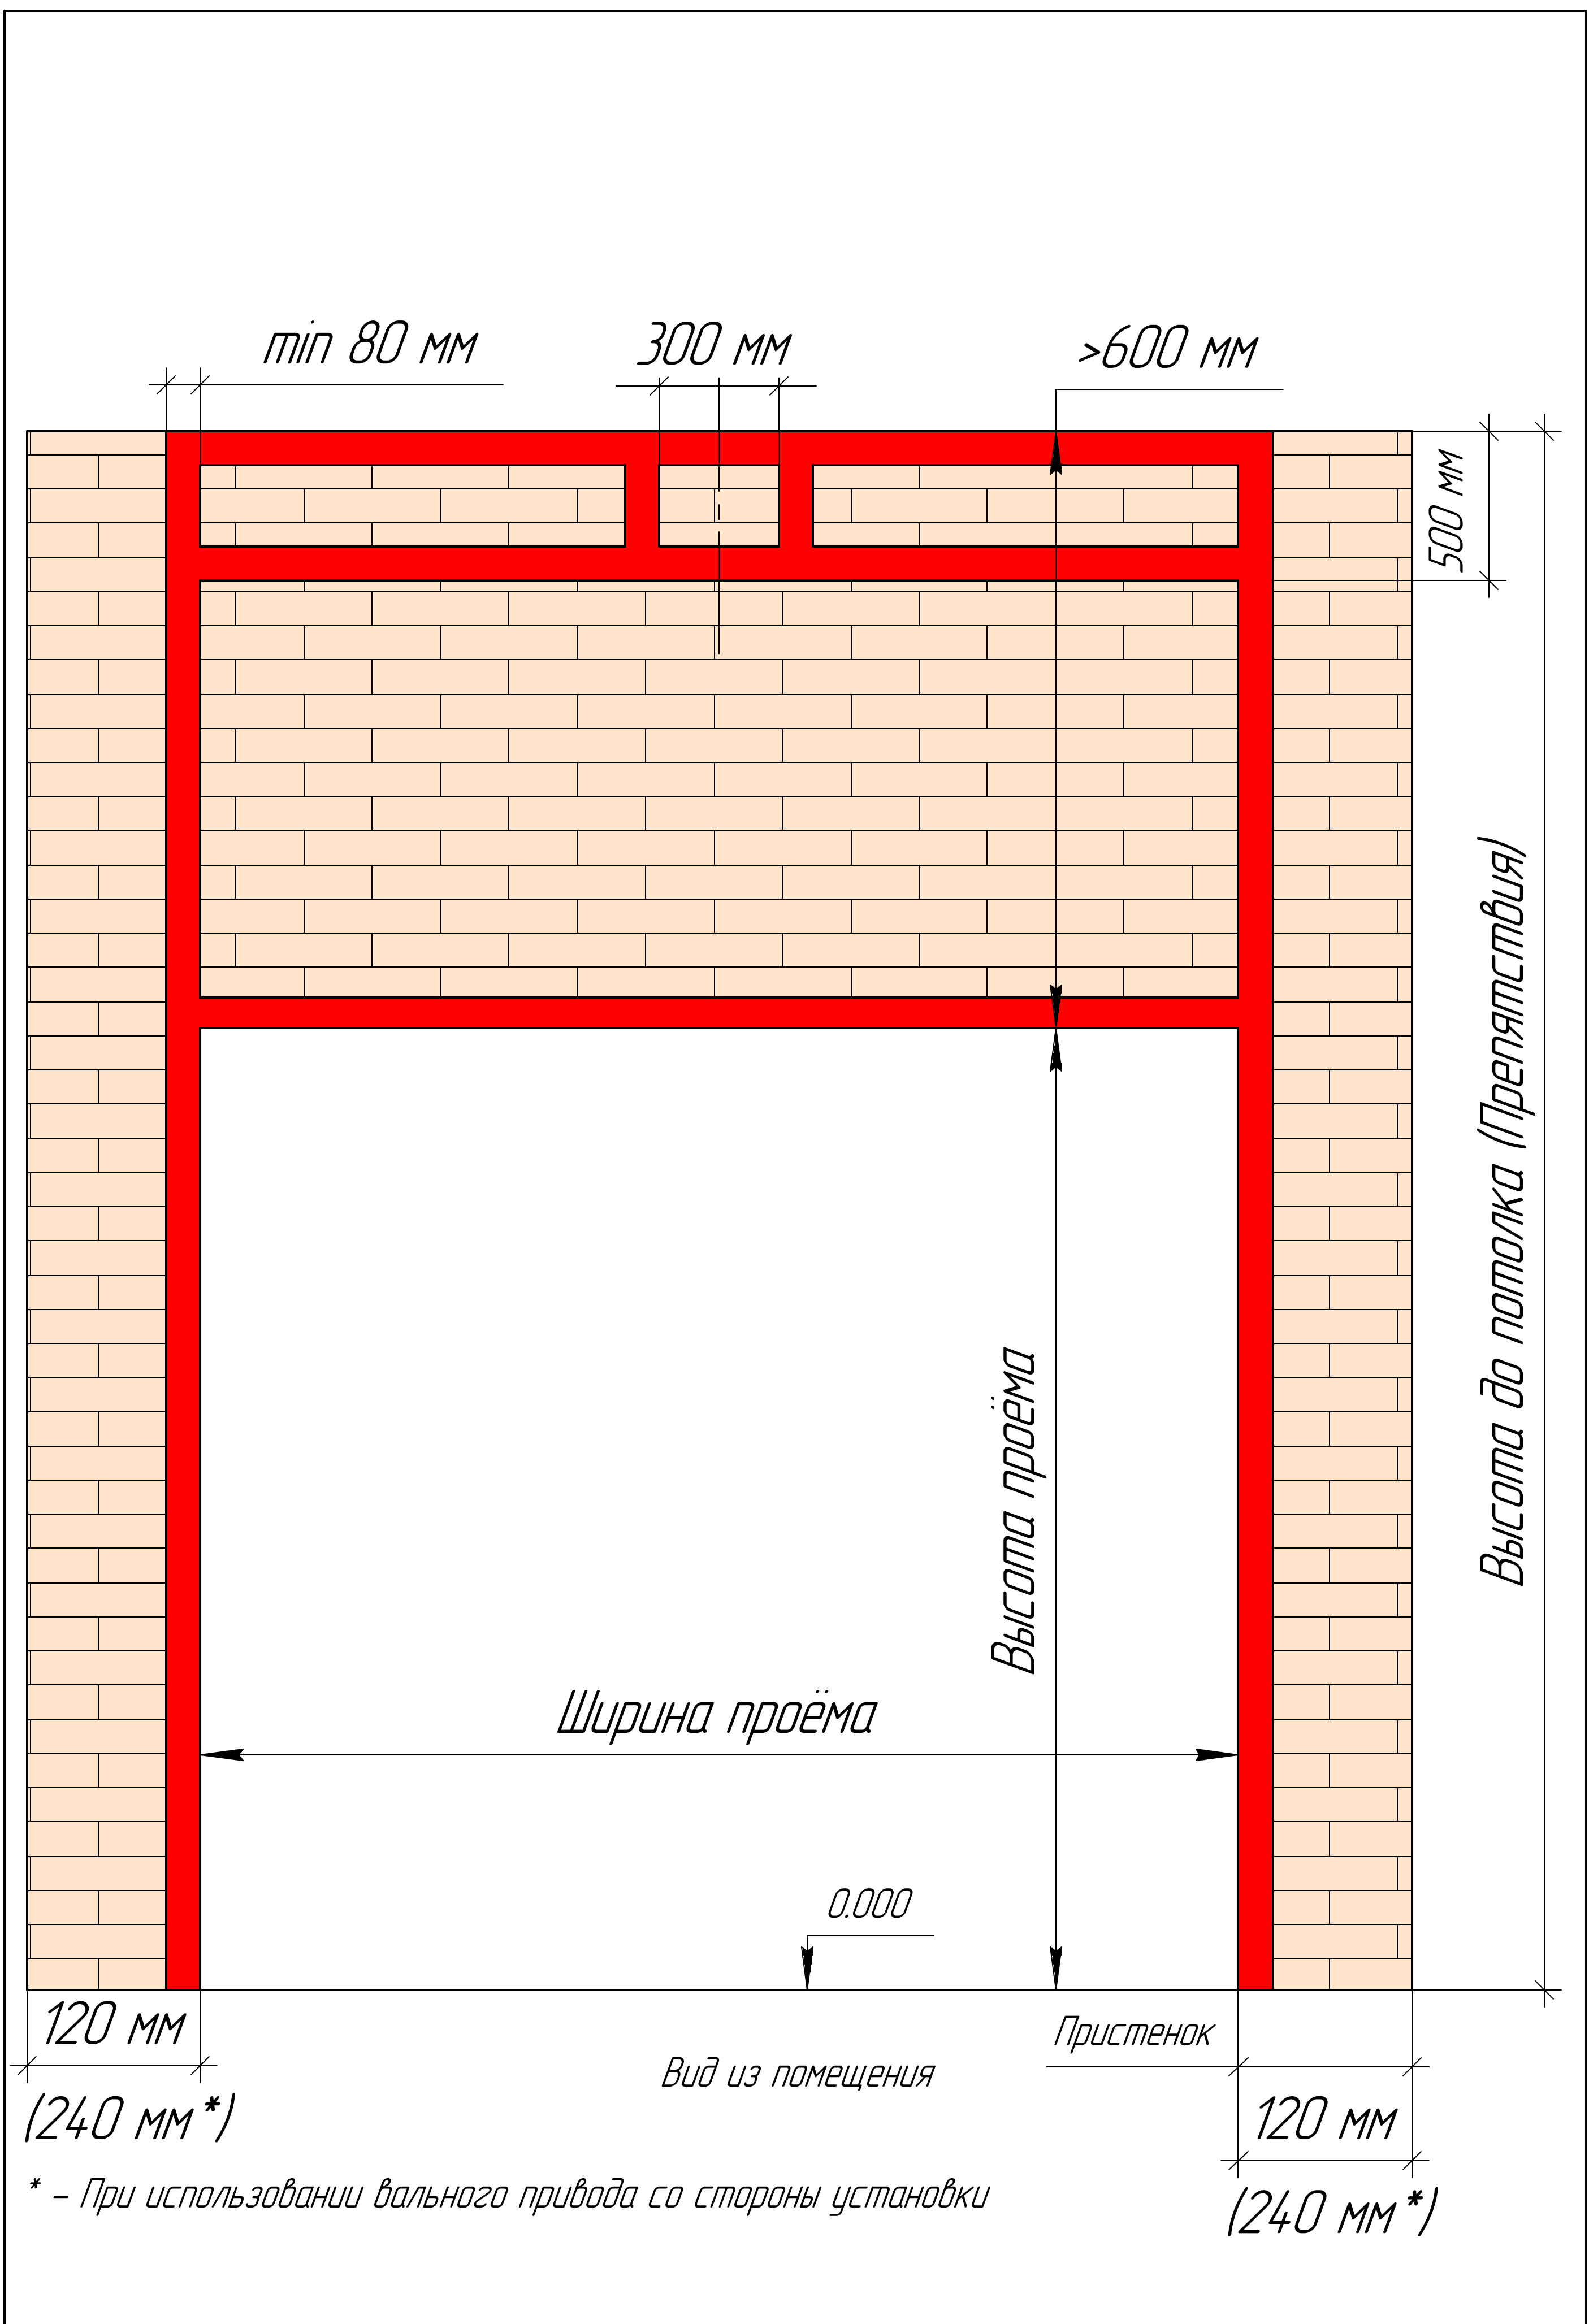 min 80 мм
300 мм
>600 мм
500 мм
Высота до потолка (Препятствия)
Высота проёма
Ширина проёма
0.000
120 мм
(240 мм*)
Вид из помещения
Пристенок
120 мм
(240 мм*)
* - При использовании вального привода со стороны установки